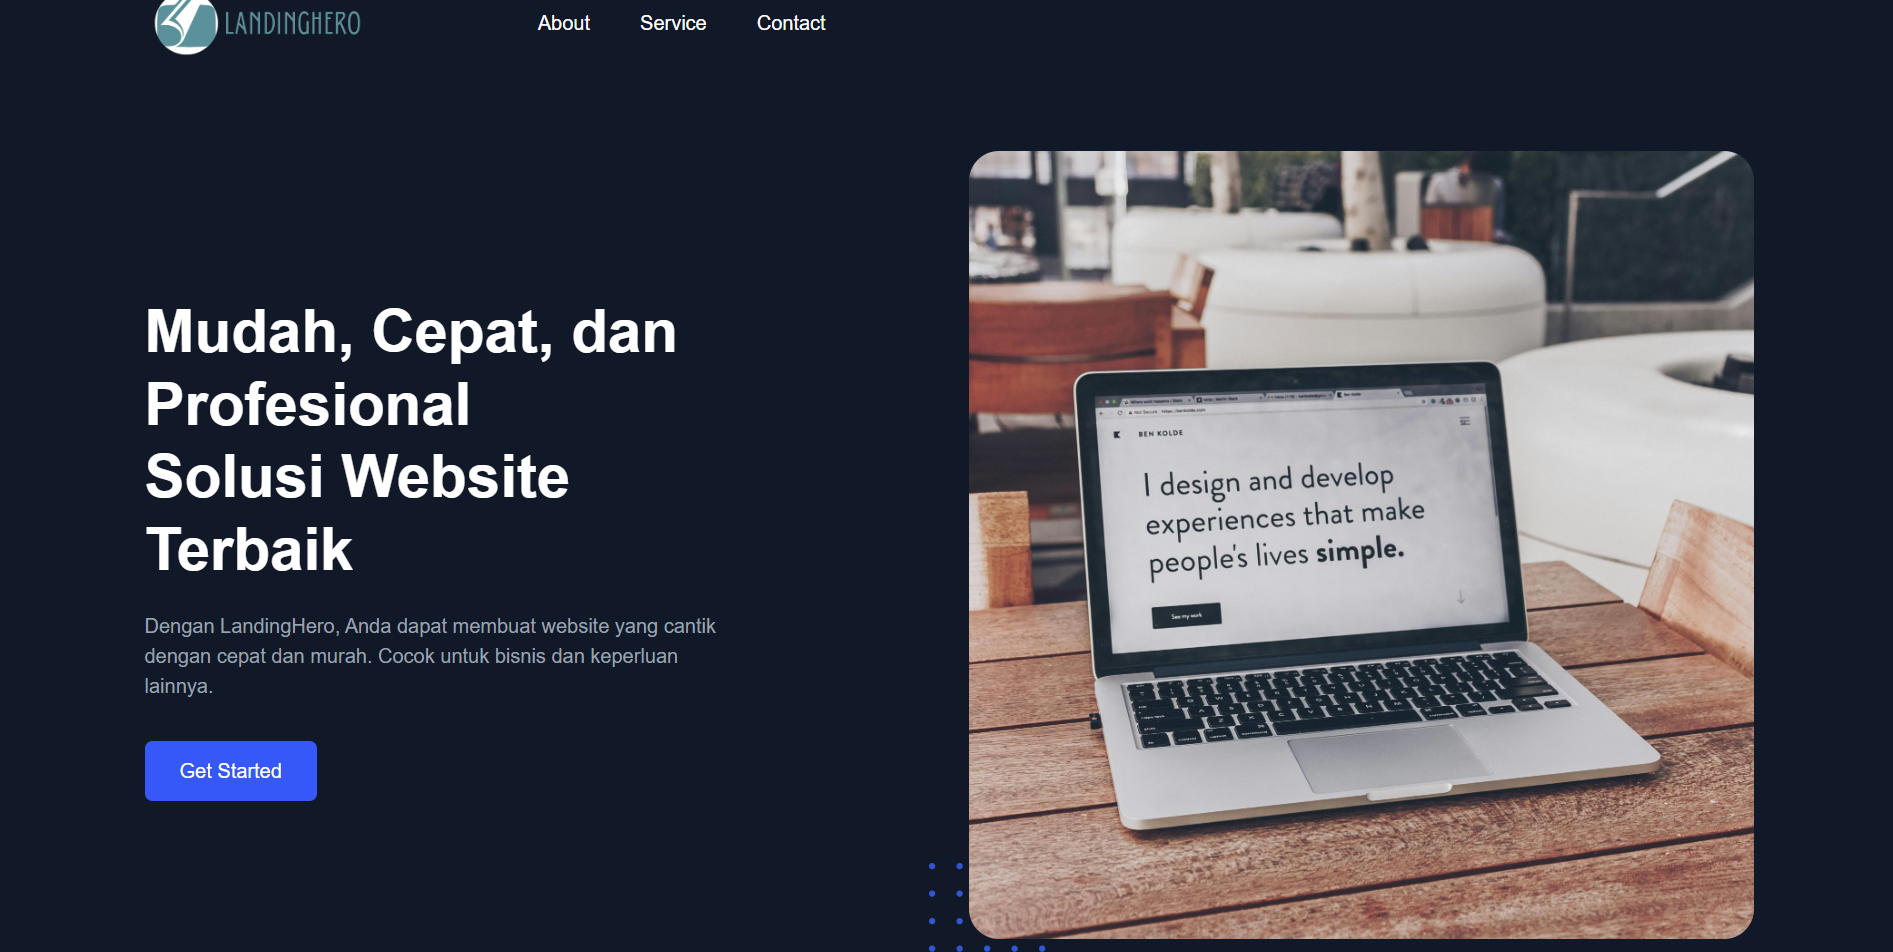 LANDINGHERO
About Service Contact
Mudah, Cepat, dan
Profesional
Solusi Website
Terbaik
Dengan LandingHero, Anda dapat membuat website yang cantik
dengan cepat dan murah. Cocok untuk bisnis dan keperluan
lainnya.
Get Started
BEN KOLDE
I design and develop
experiences that make
people's lives simple.
See my work